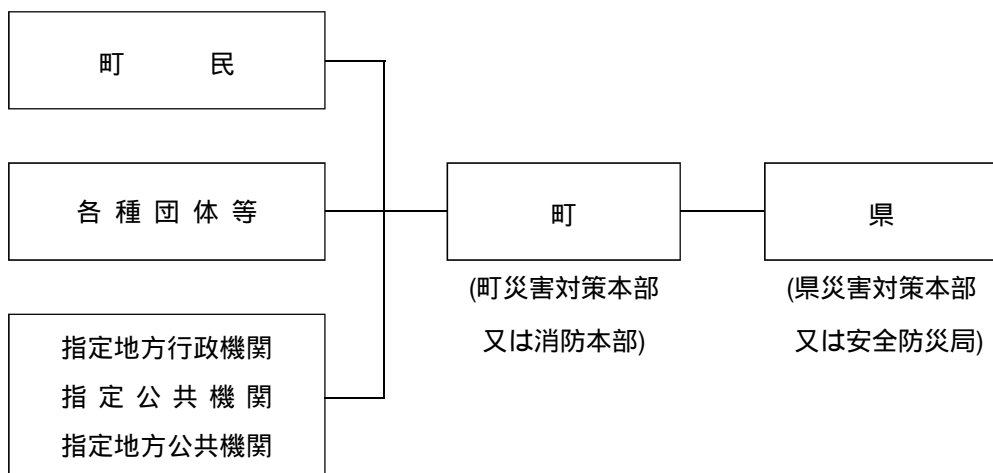 町 民
各 種 団 体 等
町
県
(町災害対策本部
又は消防本部)
(県災害対策本部
又は安全防災局)
指定地方行政機関
指 定 公 共 機 関
指定地方公共機関